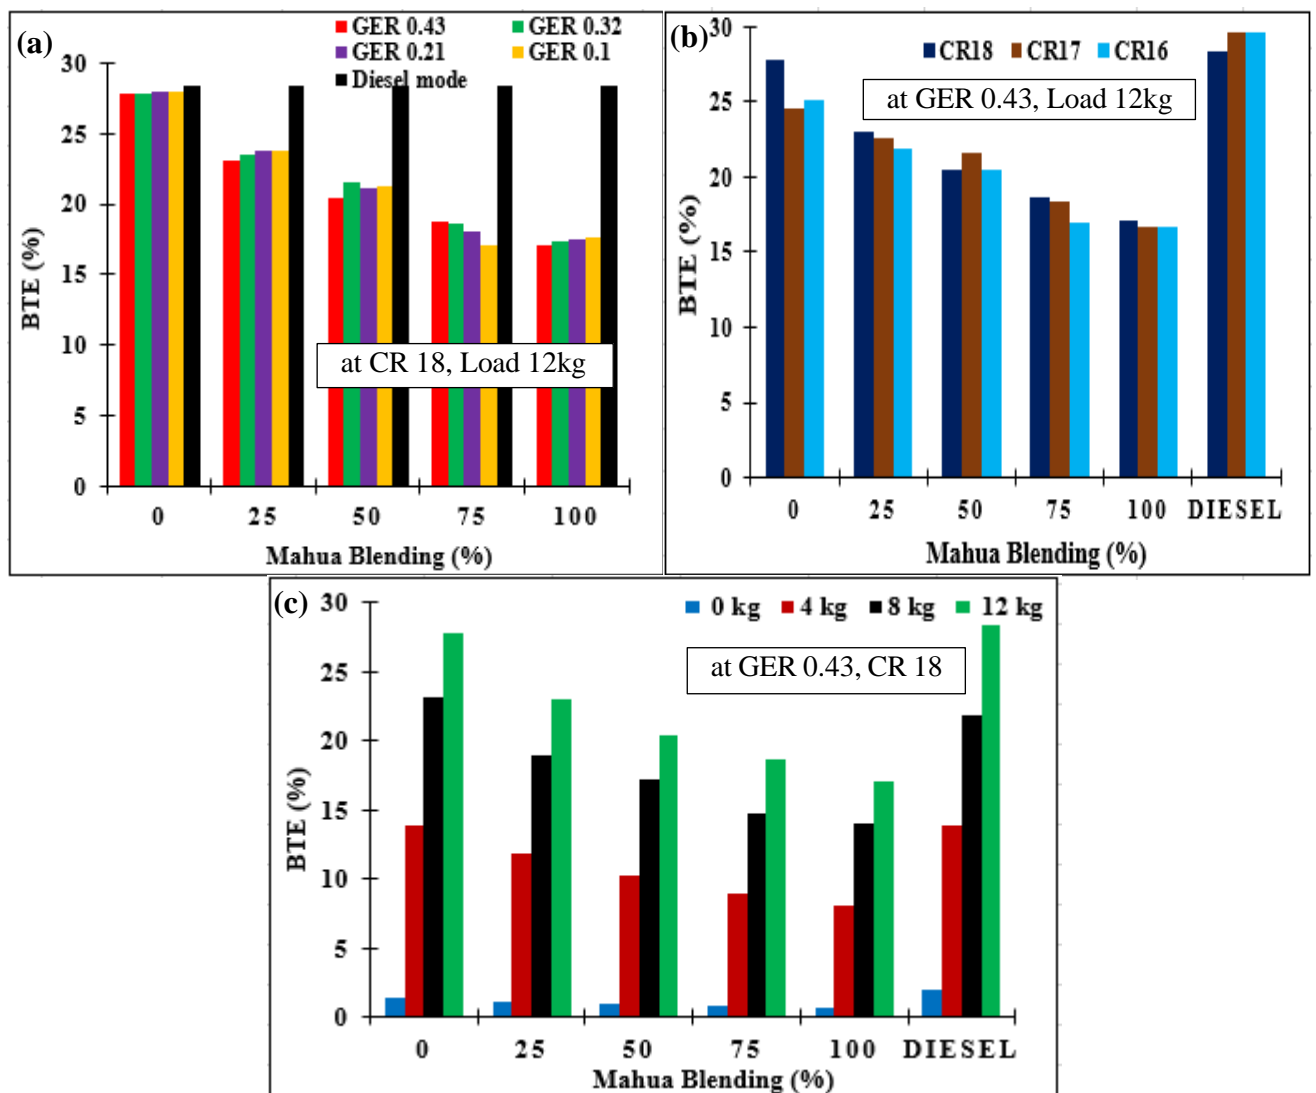 (a)
GER 0.43 GER 0.32
GER 0.21 GER 0.1
Diesel mode
30
25
20
15
10
5
0
BTE (%)
at CR 18, Load 12kg
0 25 50 75 100
Mahua Blending (%)
(b)
CR18 CR17 CR16
at GER 0.43, Load 12kg
30
25
20
15
10
5
0
BTE (%)
0 25 50 75 100 DIESEL
Mahua Blending (%)
(c)
0 kg 4 kg 8 kg 12 kg
at GER 0.43, CR 18
30
25
20
15
10
5
0
BTE (%)
0 25 50 75 100 DIESEL
Mahua Blending (%)